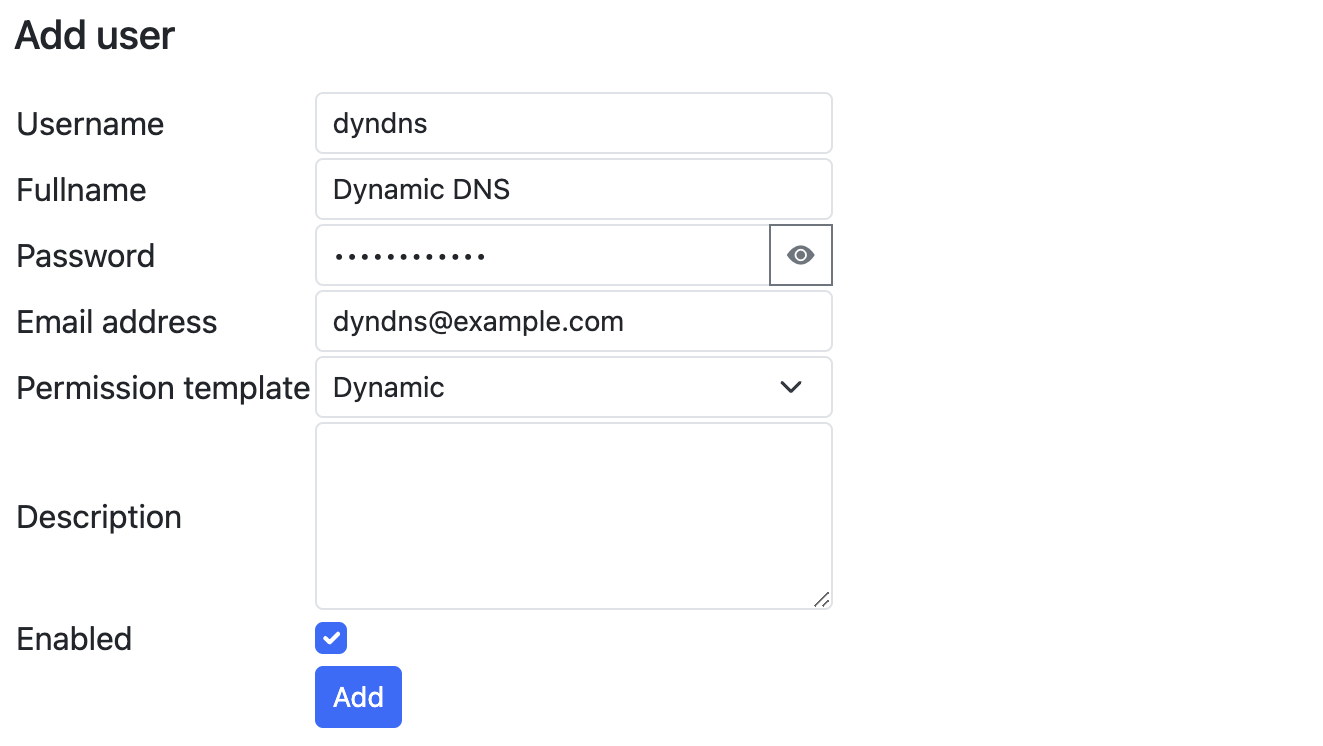 Add user
Username dyndns
Fullname Dynamic DNS
Password ••••••••••••
Email address dyndns@example.com
Permission template Dynamic
Description
Enabled
Add